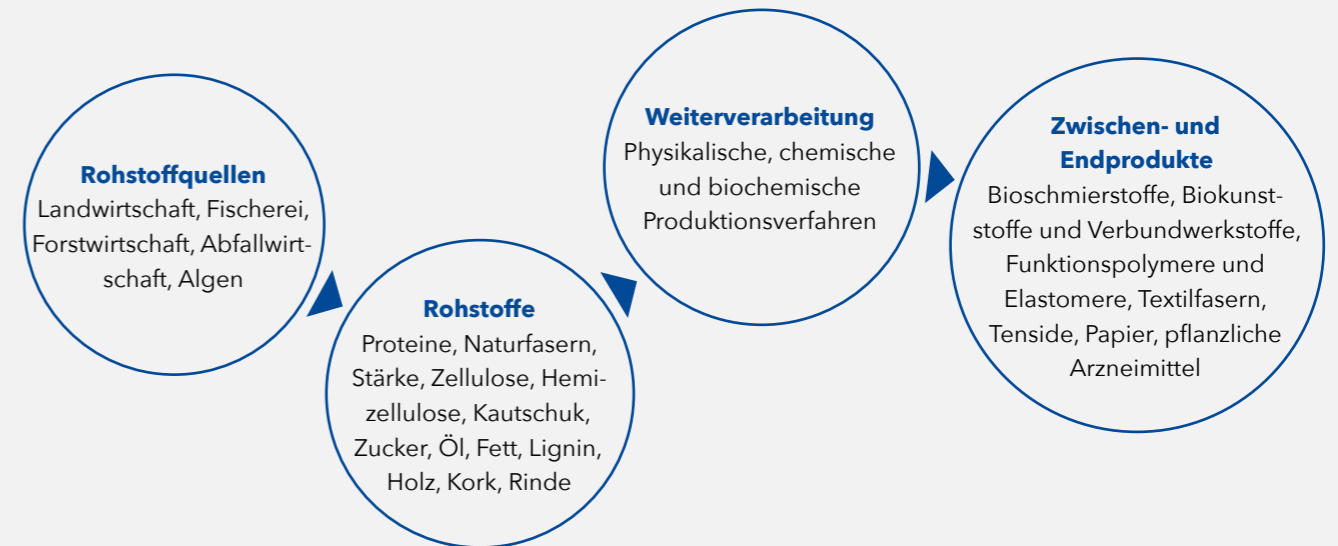 Rohstoffquellen
Landwirtschaft, Fischerei,
Forstwirtschaft, Abfallwirt-
schaft, Algen
Rohstoffe
Proteine, Naturfasern,
Stärke, Zellulose, Hemi-
zellulose, Kautschuk,
Zucker, Öl, Fett, Lignin,
Holz, Kork, Rinde
Weiterverarbeitung
Physikalische, chemische
und biochemische
Produktionsverfahren
Zwischen- und
Endprodukte
Bioschmierstoffe, Biokunst-
stoffe und Verbundwerkstoffe,
Funktionspolymere und
Elastomere, Textilfasern,
Tenside, Papier, pflanzliche
Arzneimittel